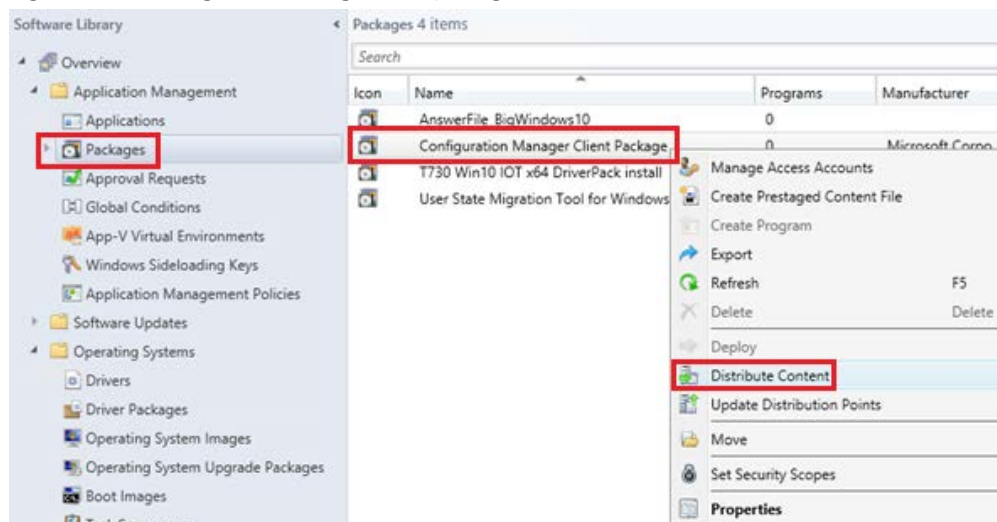 Software Library
Packages 4 items
Search
Overview
Application Management
Applications
Packages
Approval Requests
Global Conditions
App-V Virtual Environments
Windows Sideloading Keys
Application Management Policies
Software Updates
Operating Systems
Drivers
Driver Packages
Operating System Images
Operating System Upgrade Packages
Boot Images
Icon Name Programs Manufacturer
AnswerFile_BigWindows10 0
Configuration Manager Client Package 0 Microsoft Corpo
T730 Win10 IOT x64 DriverPack install
User State Migration Tool for Windows
Manage Access Accounts
Create Prestaged Content File
Create Program
Export
Refresh F5
Delete Delete
Deploy
Distribute Content
Update Distribution Points
Move
Set Security Scopes
Properties